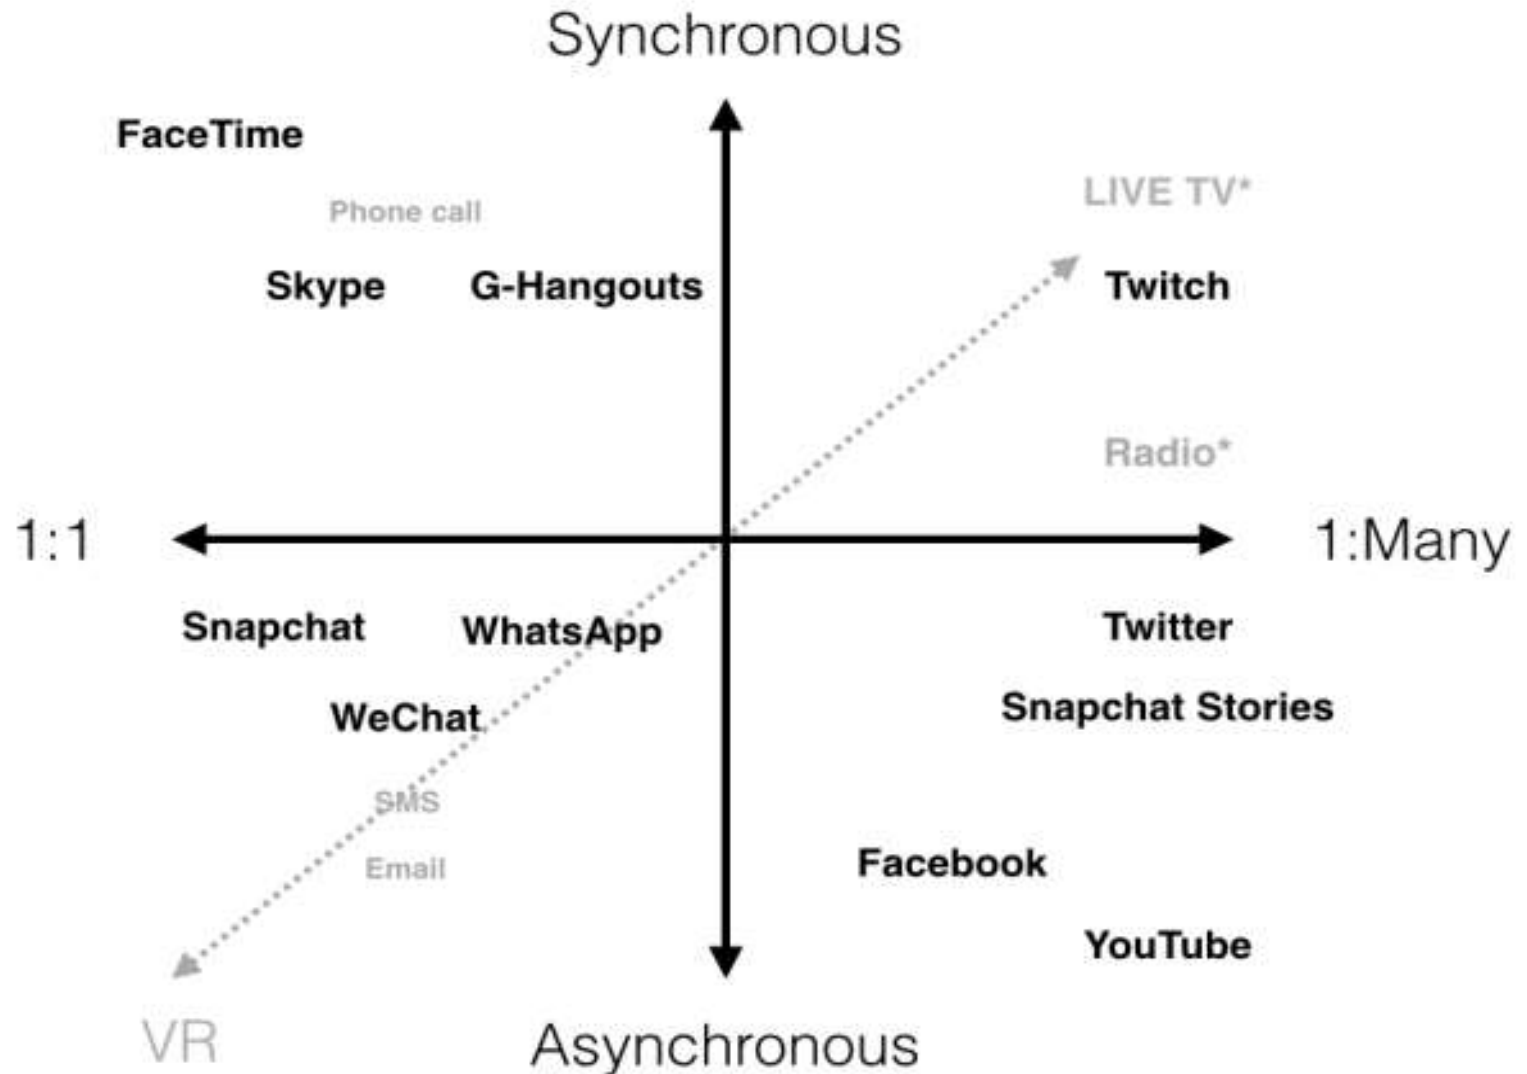 Synchronous
FaceTime
LIVE TV*
Phone call
Skype
G-Hangouts
Twitch
Radio*
1:1
1:Many
Snapchat
WhatsApp
Twitter
Snapchat Stories
WeChat
SMS
Facebook
Email
YouTube
VR
Asynchronous